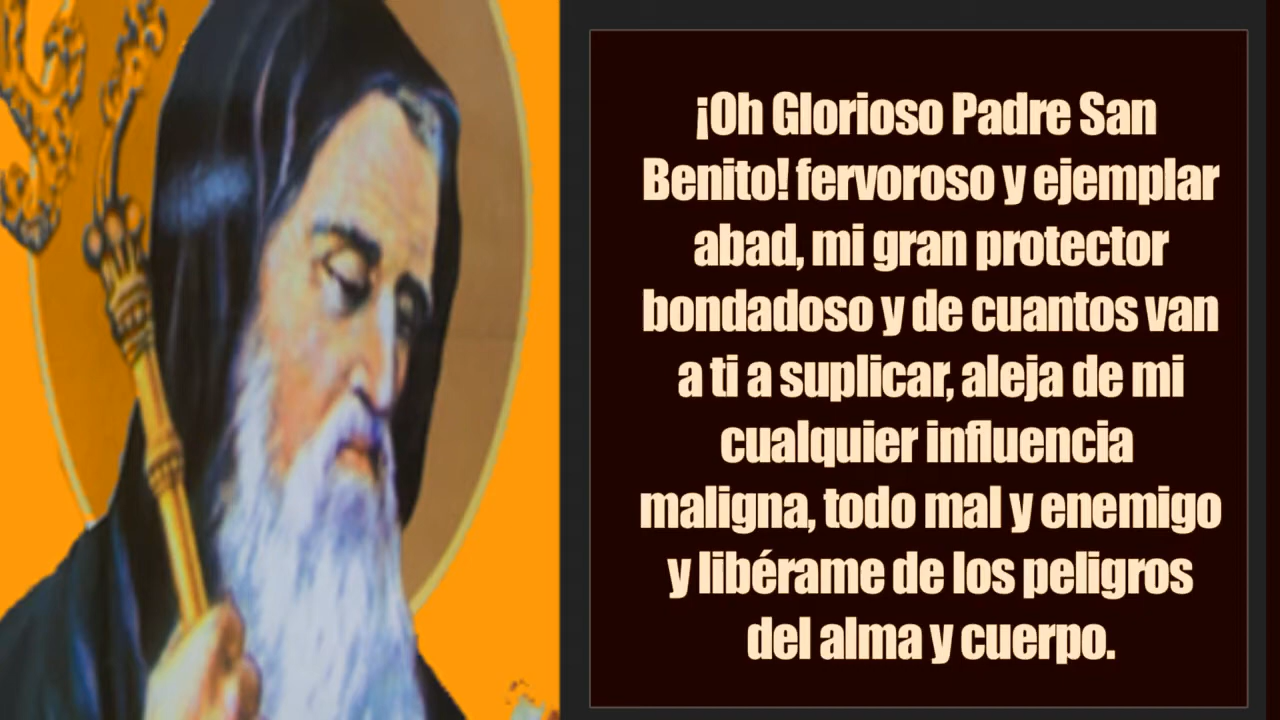 ¡Oh Glorioso Padre San
Benito! fervoroso y ejemplar
abad, mi gran protector
bondadoso y de cuantos van
a ti a suplicar, aleja de mi
cualquier influencia
maligna, todo mal y enemigo
y libérame de los peligros
del alma y cuerpo.